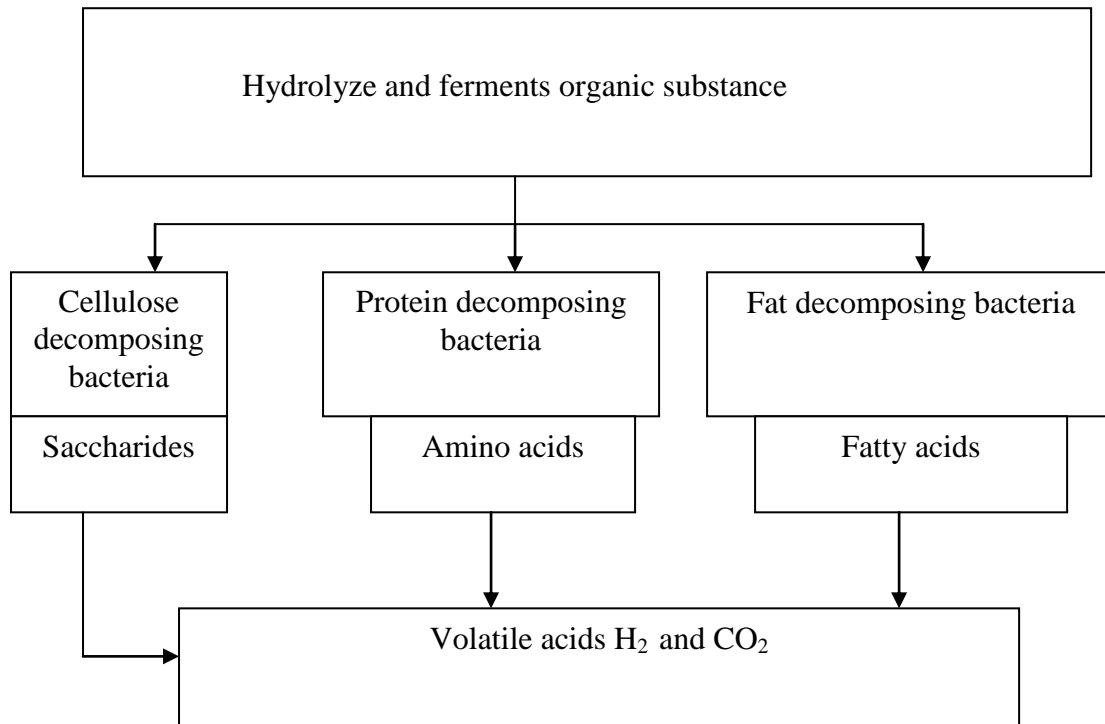 Hydrolyze and ferments organic substance
Cellulose
decomposing
bacteria
Protein decomposing
bacteria
Fat decomposing bacteria
Saccharides
Amino acids
Fatty acids
Volatile acids H₂ and CO₂